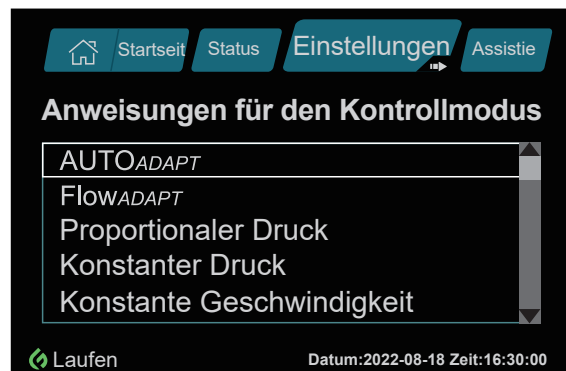 Startseit Status Einstellungen Assistie
Anweisungen für den Kontrollmodus
AUTOADAPT
FlowADAPT
Proportionaler Druck
Konstanter Druck
Konstante Geschwindigkeit
Laufen Datum:2022-08-18 Zeit:16:30:00